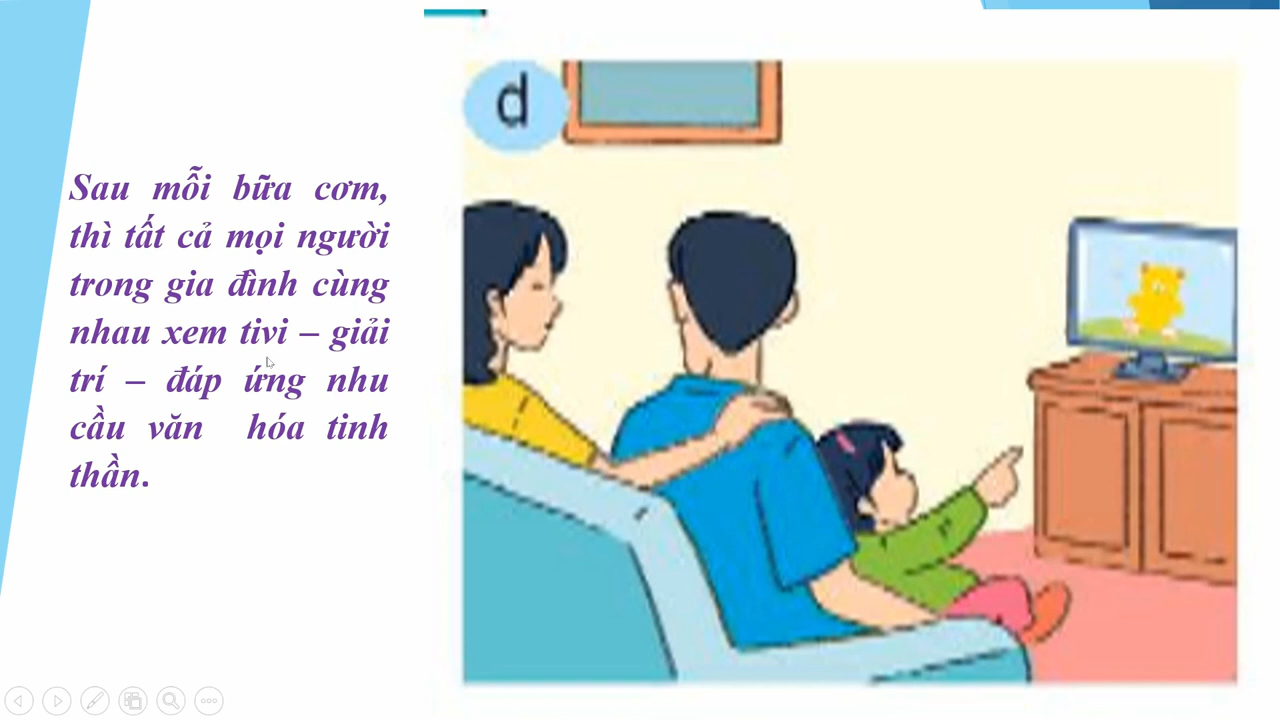 Sau mỗi bữa cơm,
thì tất cả mọi người
trong gia đình cùng
nhau xem tivi – giải
trí – đáp ứng nhu
cầu văn hóa tinh
thần.
d